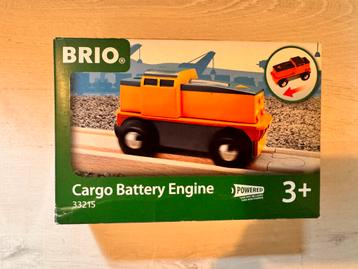 BRIO®
Cargo Battery Engine
33215
POWERED
3+